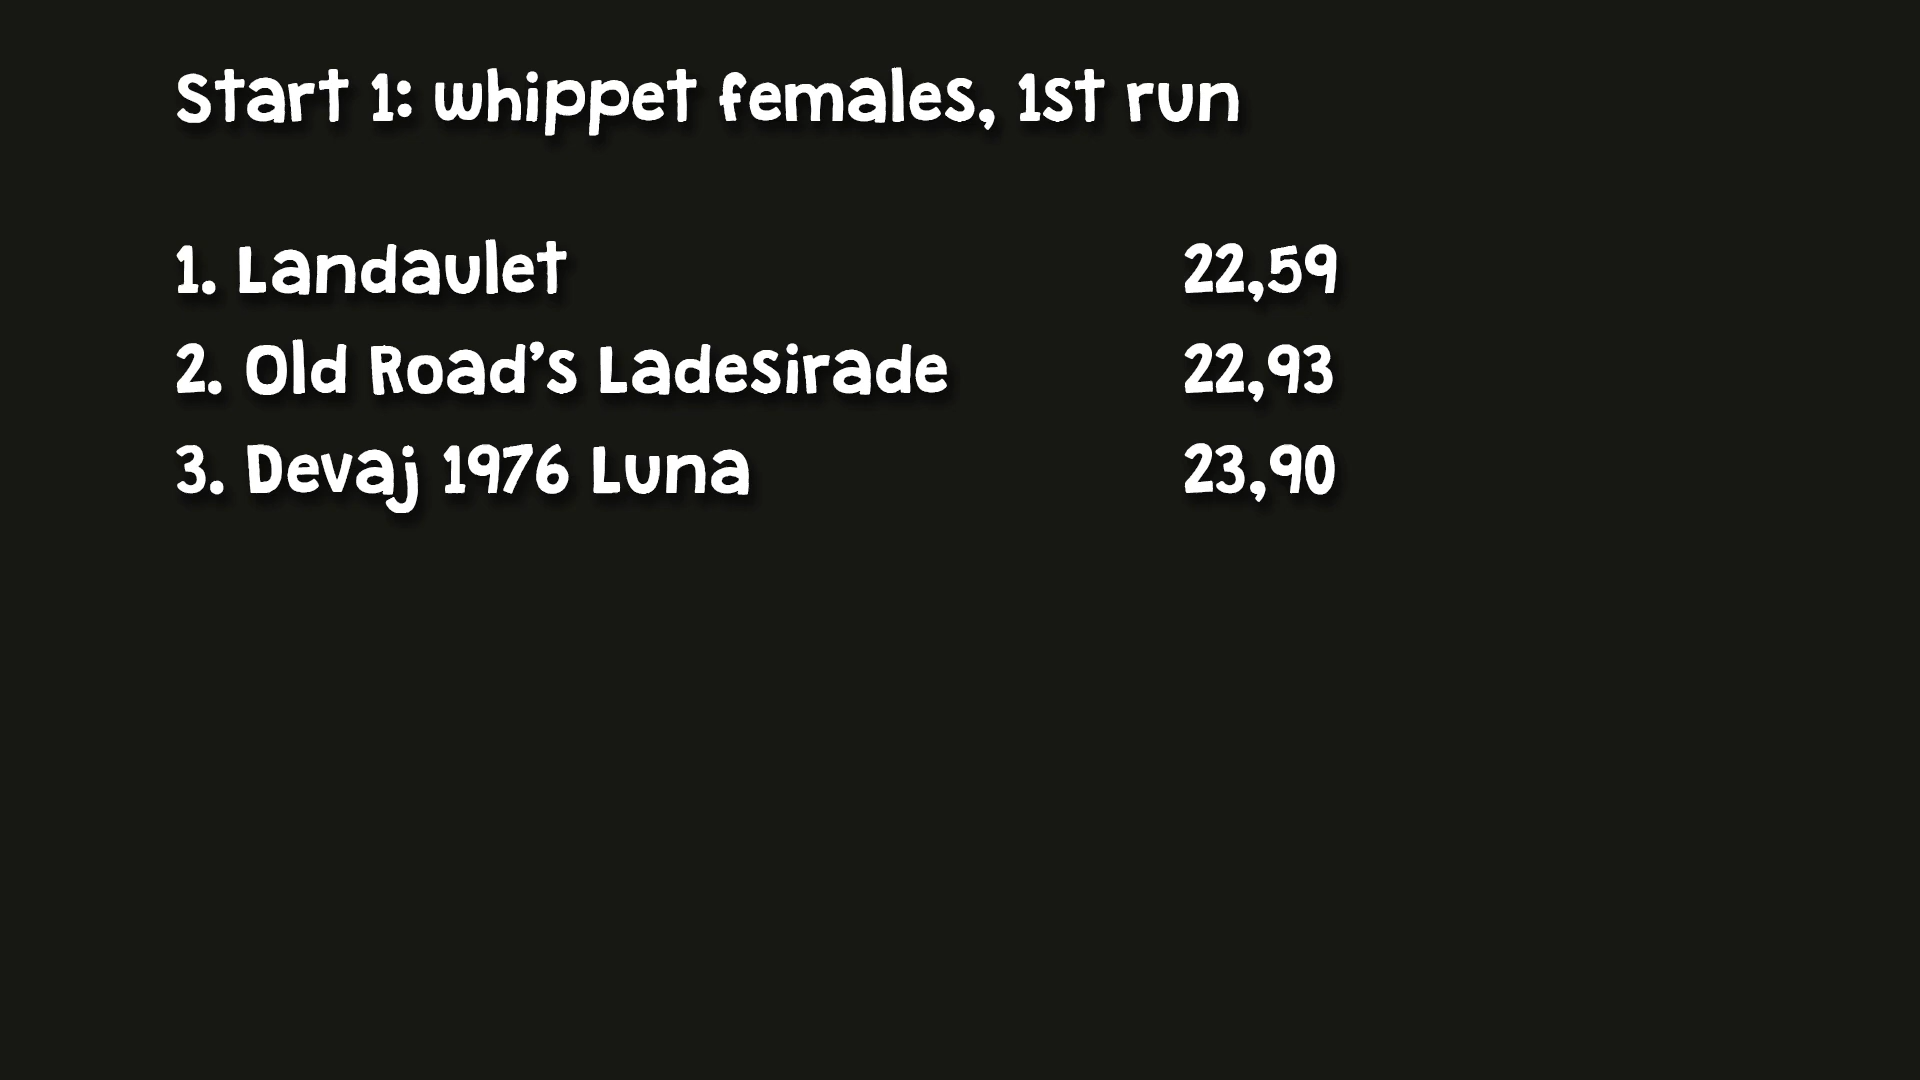 Start 1: whippet females, 1st run
1. Landaulet 22,59
2. Old Road's Ladesirade 22,93
3. Devaj 1976 Luna 23,90